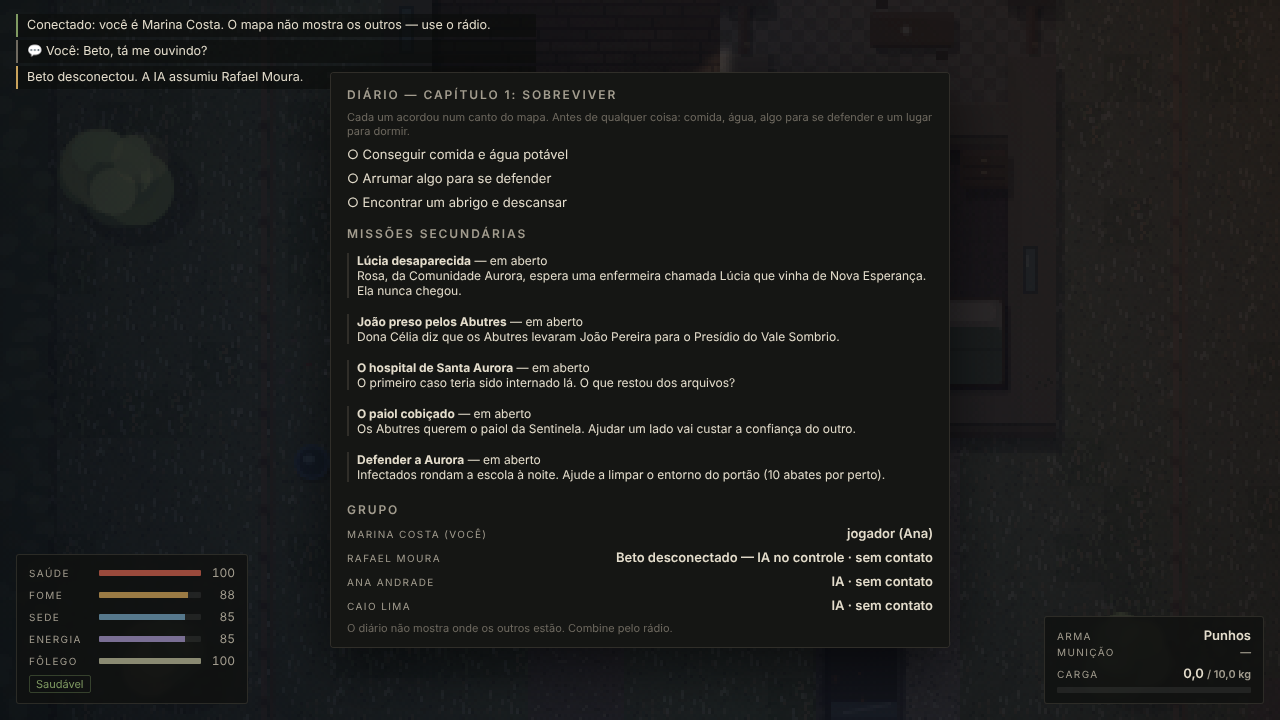 Conectado: você é Marina Costa. O mapa não mostra os outros — use o rádio.
💬 Você: Beto, tá me ouvindo?
Beto desconectou. A IA assumiu Rafael Moura.
DIÁRIO — CAPÍTULO 1: SOBREVIVER
Cada um acordou num canto do mapa. Antes de qualquer coisa: comida, água, algo para se defender e um lugar
para dormir.
○ Conseguir comida e água potável
○ Arrumar algo para se defender
○ Encontrar um abrigo e descansar
MISSÕES SECUNDÁRIAS
Lúcia desaparecida — em aberto
Rosa, da Comunidade Aurora, espera uma enfermeira chamada Lúcia que vinha de Nova Esperança.
Ela nunca chegou.
João preso pelos Abutres — em aberto
Dona Célia diz que os Abutres levaram João Pereira para o Presídio do Vale Sombrio.
O hospital de Santa Aurora — em aberto
O primeiro caso teria sido internado lá. O que restou dos arquivos?
O paiol cobiçado — em aberto
Os Abutres querem o paiol da Sentinela. Ajudar um lado vai custar a confiança do outro.
Defender a Aurora — em aberto
Infectados rondam a escola à noite. Ajude a limpar o entorno do portão (10 abates por perto).
GRUPO
MARINA COSTA (VOCÊ) jogador (Ana)
RAFAEL MOURA Beto desconectado — IA no controle · sem contato
ANA ANDRADE IA · sem contato
CAIO LIMA IA · sem contato
O diário não mostra onde os outros estão. Combine pelo rádio.
SAÚDE 100
FOME 88
SEDE 85
ENERGIA 85
FÔLEGO 100
Saudável
ARMA Punhos
MUNIÇÃO —
CARGA 0,0 / 10,0 kg